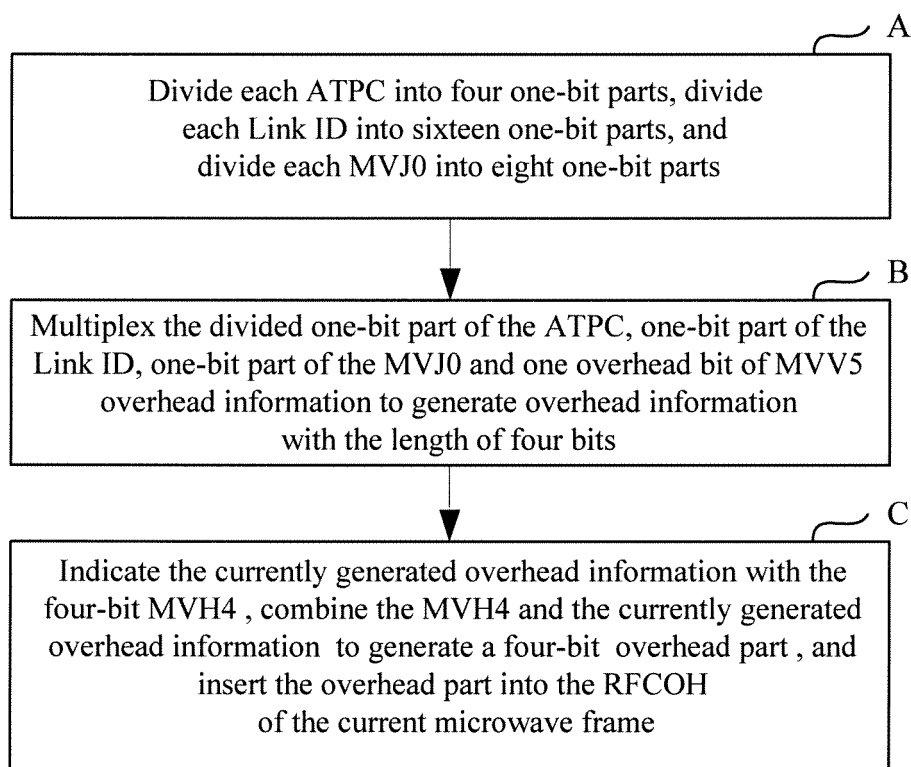 A
Divide each ATPC into four one-bit parts, divide
each Link ID into sixteen one-bit parts, and
divide each MVJ0 into eight one-bit parts
B
Multiplex the divided one-bit part of the ATPC, one-bit part of the
Link ID, one-bit part of the MVJ0 and one overhead bit of MVV5
overhead information to generate overhead information
with the length of four bits
C
Indicate the currently generated overhead information with the
four-bit MVH4 , combine the MVH4 and the currently generated
overhead information to generate a four-bit overhead part , and
insert the overhead part into the RFCOH
of the current microwave frame